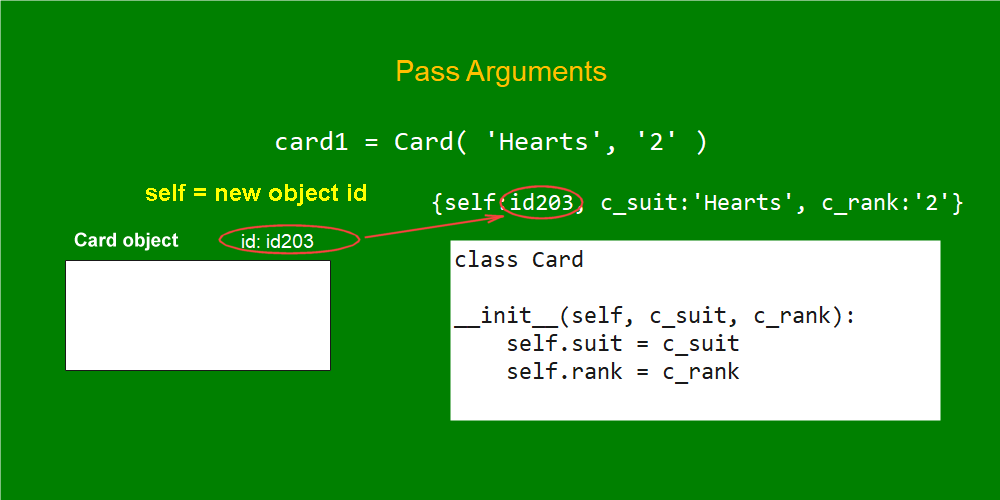 Pass Arguments
card1 = Card( 'Hearts', '2' )
self = new object id
{self:id203, c_suit:'Hearts', c_rank:'2'}
Card object
id: id203
class Card
__init__(self, c_suit, c_rank):
    self.suit = c_suit
    self.rank = c_rank